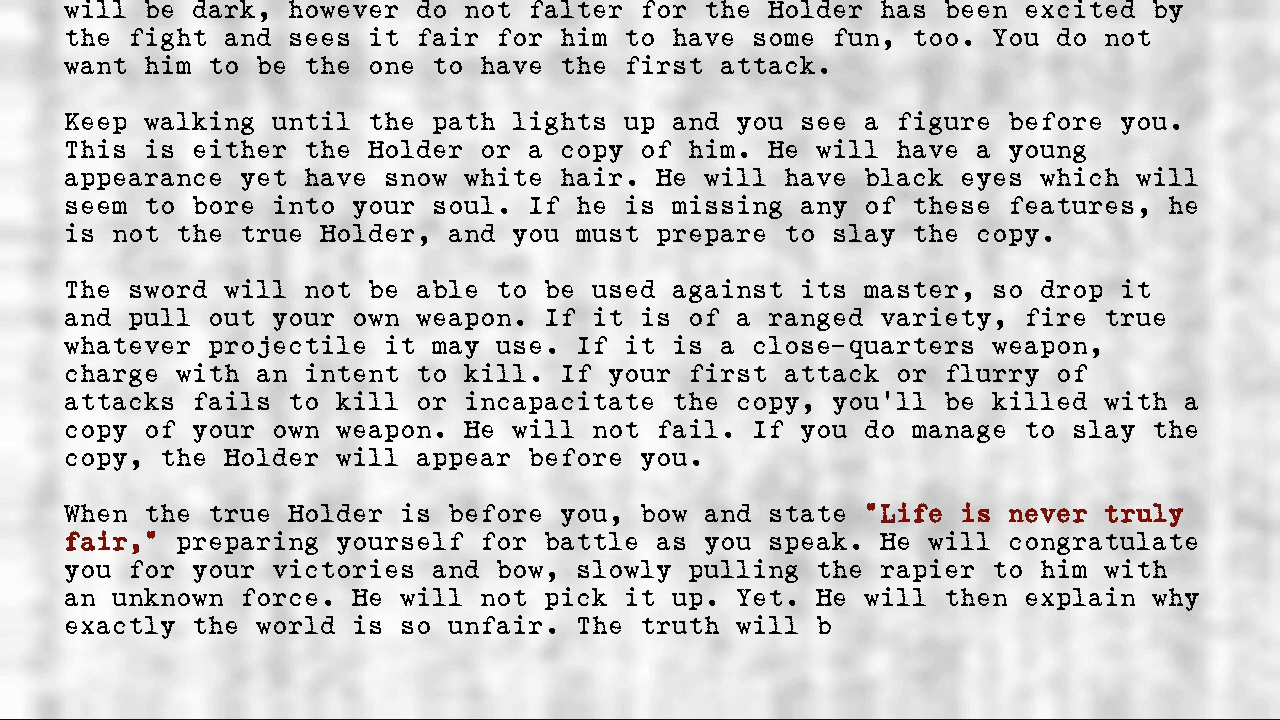 will be dark, however do not falter for the Holder has been excited by
the fight and sees it fair for him to have some fun, too. You do not
want him to be the one to have the first attack.
Keep walking until the path lights up and you see a figure before you.
This is either the Holder or a copy of him. He will have a young
appearance yet have snow white hair. He will have black eyes which will
seem to bore into your soul. If he is missing any of these features, he
is not the true Holder, and you must prepare to slay the copy.
The sword will not be able to be used against its master, so drop it
and pull out your own weapon. If it is of a ranged variety, fire true
whatever projectile it may use. If it is a close-quarters weapon,
charge with an intent to kill. If your first attack or flurry of
attacks fails to kill or incapacitate the copy, you'll be killed with a
copy of your own weapon. He will not fail. If you do manage to slay the
copy, the Holder will appear before you.
When the true Holder is before you, bow and state "Life is never truly
fair," preparing yourself for battle as you speak. He will congratulate
you for your victories and bow, slowly pulling the rapier to him with
an unknown force. He will not pick it up. Yet. He will then explain why
exactly the world is so unfair. The truth will b